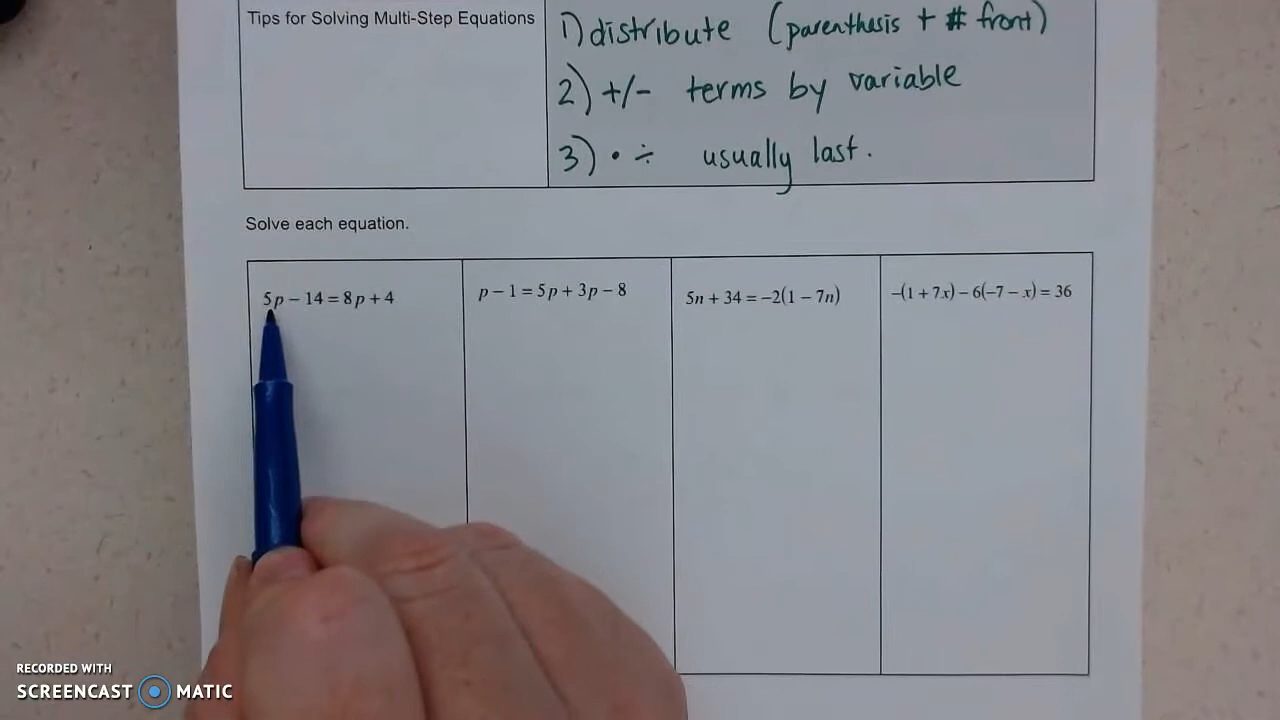 Tips for Solving Multi-Step Equations
1) distribute (parenthesis + # front)
2) +/- terms by variable
3) • ÷ usually last.
Solve each equation.
5p − 14 = 8p + 4
p − 1 = 5p + 3p − 8
5n + 34 = −2(1 − 7n)
−(1 + 7x) − 6(−7 − x) = 36
RECORDED WITH
SCREENCAST MATIC